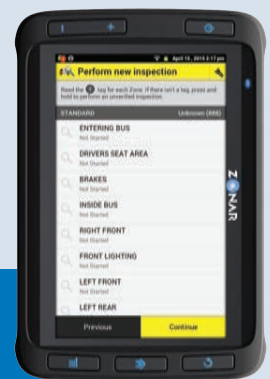 April 15, 2015 2:17 pm
Perform new inspection
Read the tag for each Zone. If there isn't a tag, press and
hold to perform an unverified inspection.
STANDARD Unknown (888)
ENTERING BUS
Not Started
DRIVERS SEAT AREA
Not Started
BRAKES
Not Started
INSIDE BUS
Not Started
RIGHT FRONT
Not Started
FRONT LIGHTING
Not Started
LEFT FRONT
Not Started
LEFT REAR
Not Started
Previous Continue
ZONAR